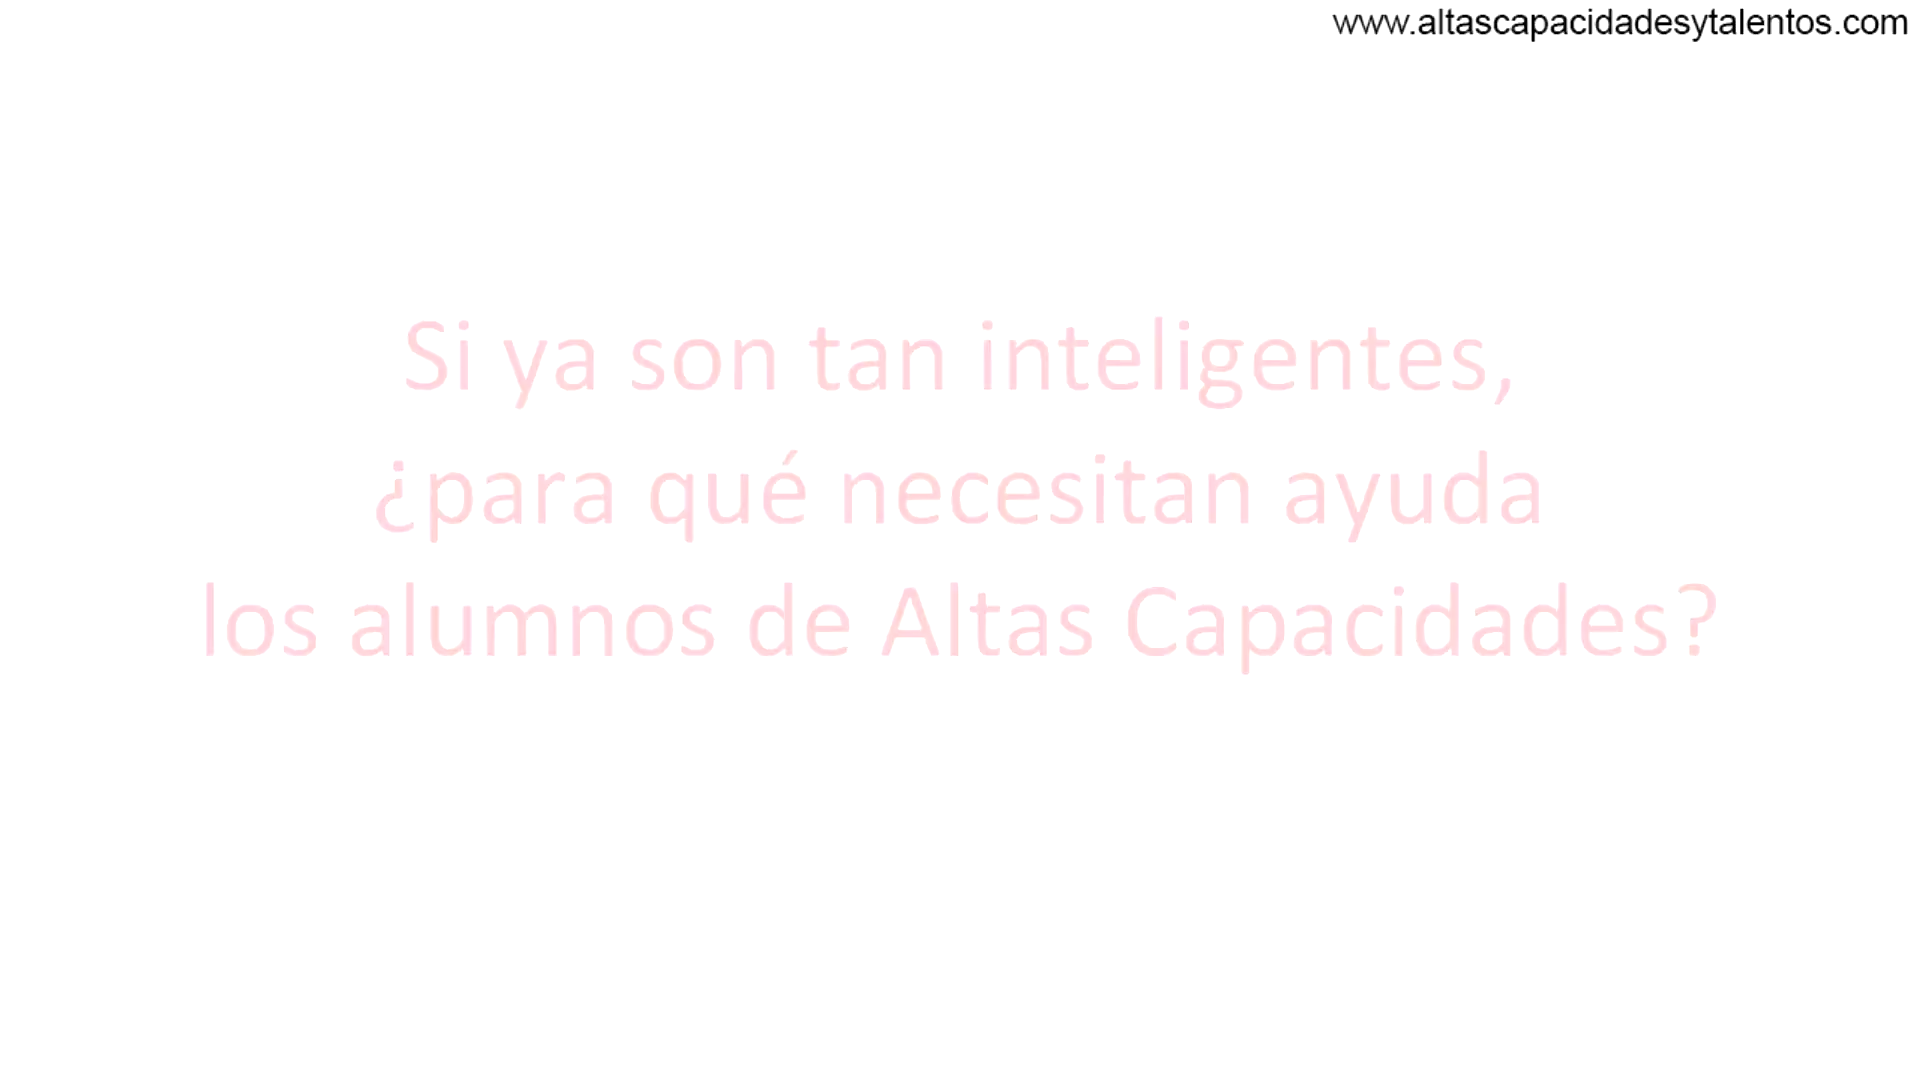 www.altascapacidadesytalentos.com
Si ya son tan inteligentes,
¿para qué necesitan ayuda
los alumnos de Altas Capacidades?